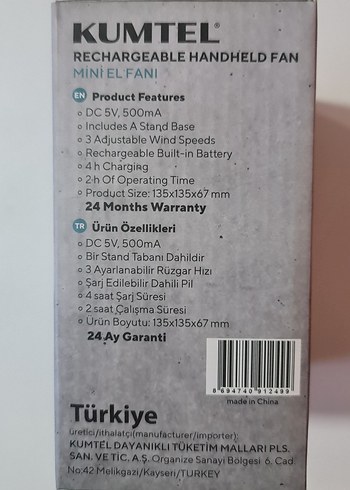 KUMTEL®
RECHARGEABLE HANDHELD FAN
MİNİ EL FANI
EN Product Features
DC 5V, 500mA
Includes A Stand Base
3 Adjustable Wind Speeds
Rechargeable Built-in Battery
4 h Charging
2-h Of Operating Time
Product Size: 135x135x67 mm
24 Months Warranty
TR Ürün Özellikleri
DC 5V, 500mA
Bir Stand Tabanı Dahildir
3 Ayarlanabilir Rüzgar Hızı
Şarj Edilebilir Dahili Pil
4 saat Şarj Süresi
2 saat Çalışma Süresi
Ürün Boyutu: 135x135x67 mm
24 Ay Garanti
8 694740 912499
made in China
Türkiye
üretici/ithalatçı(manufacturer/importer):
KUMTEL DAYANIKLI TÜKETİM MALLARI PLS.
SAN. VE TİC. A.Ş. Organize Sanayi Bölgesi 6. Cad.
No:42 Melikgazi/Kayseri/TURKEY